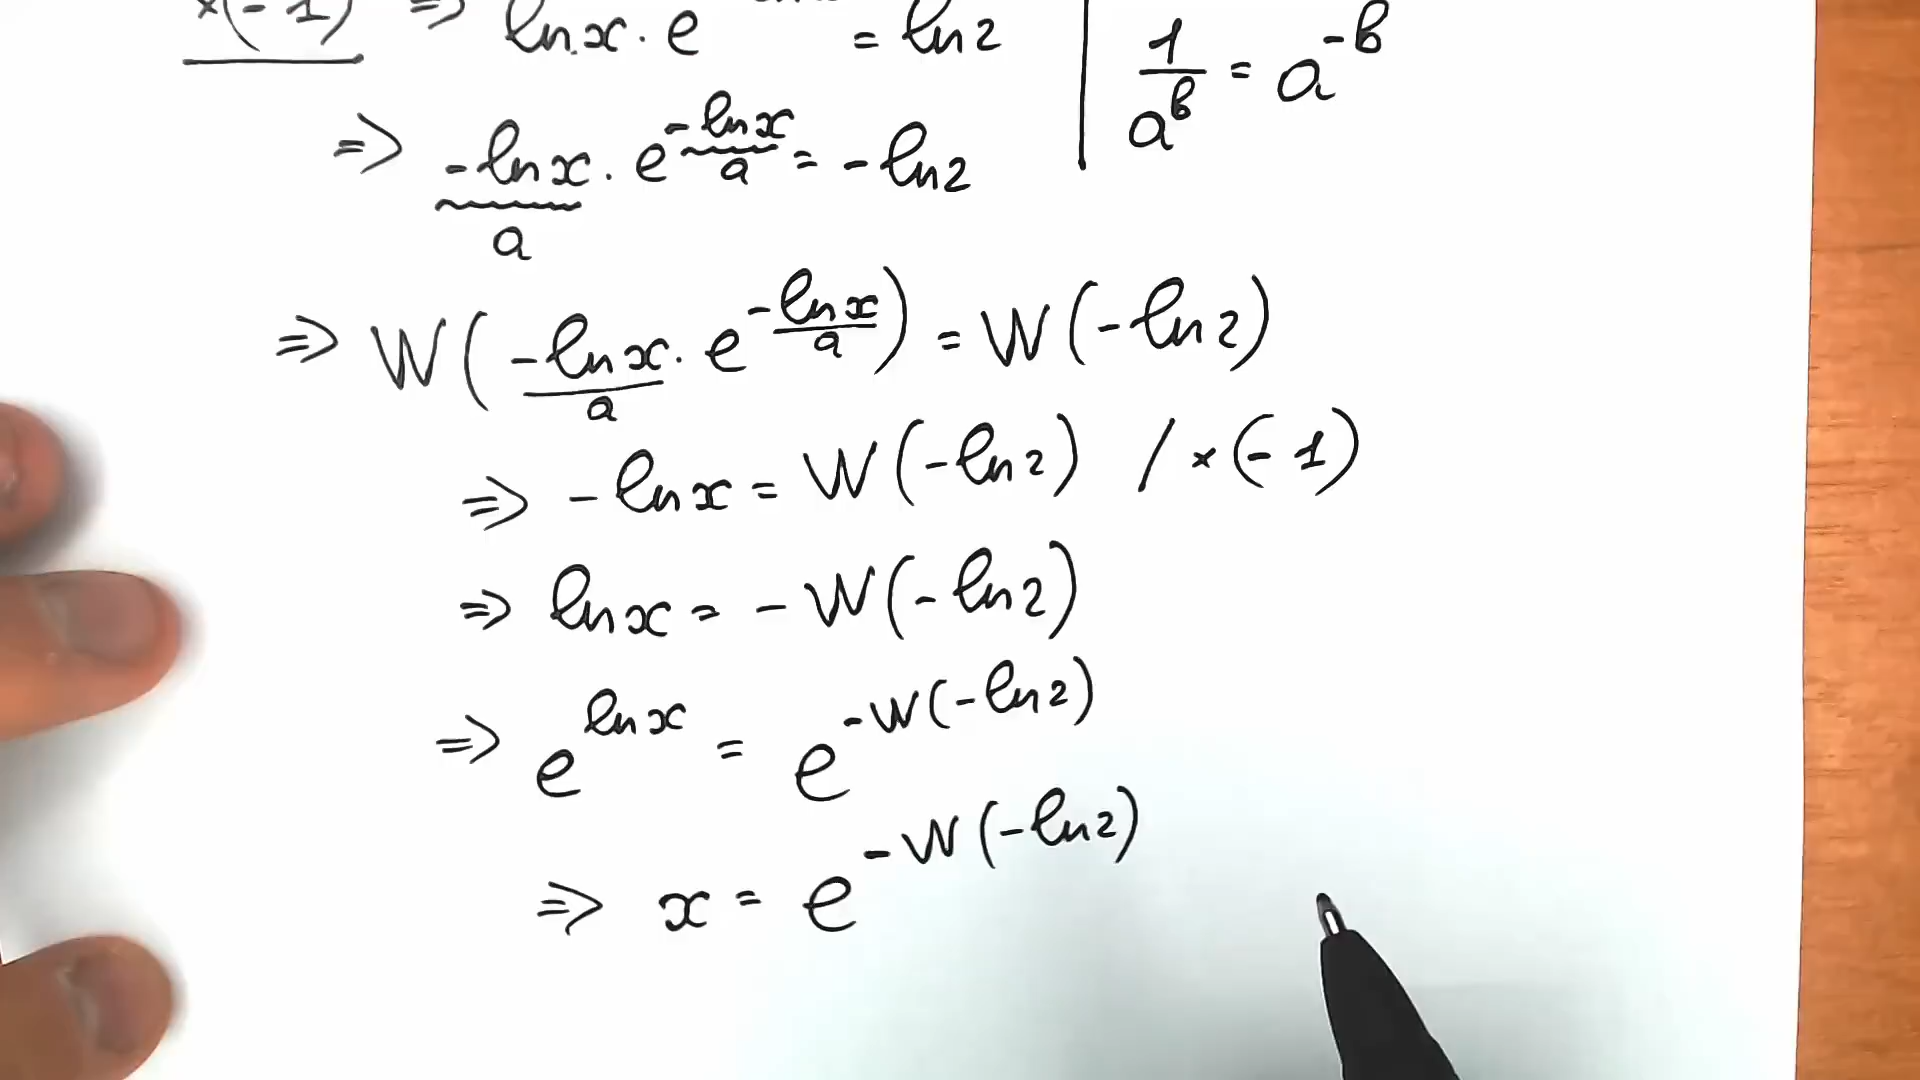 ×(-1) => ln x · e = ln 2
1/a^b = a^-b
=> -ln x · e^-ln x = -ln 2
a a
=> W(-ln x · e^-ln x) = W(-ln 2)
a a
=> -ln x = W(-ln 2) / ×(-1)
=> ln x = -W(-ln 2)
=> e^ln x = e^-W(-ln 2)
=> x = e^-W(-ln 2)